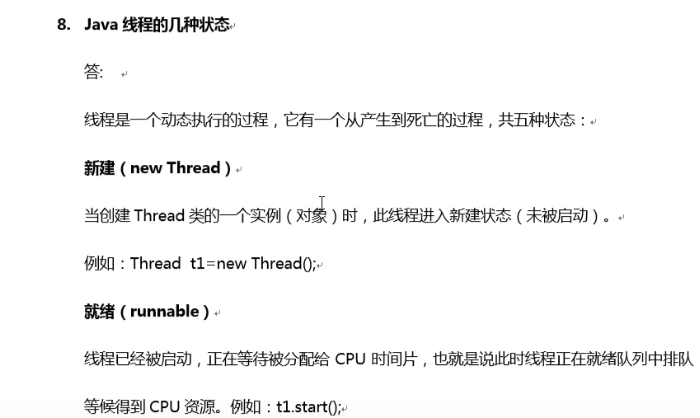 8. Java 线程的几种状态
答:
线程是一个动态执行的过程，它有一个从产生到死亡的过程，共五种状态：
新建（new Thread）
当创建 Thread 类的一个实例（对象）时，此线程进入新建状态（未被启动）。
例如：Thread t1=new Thread();
就绪（runnable）
线程已经被启动，正在等待被分配给 CPU 时间片，也就是说此时线程正在就绪队列中排队
等候得到 CPU 资源。例如：t1.start();